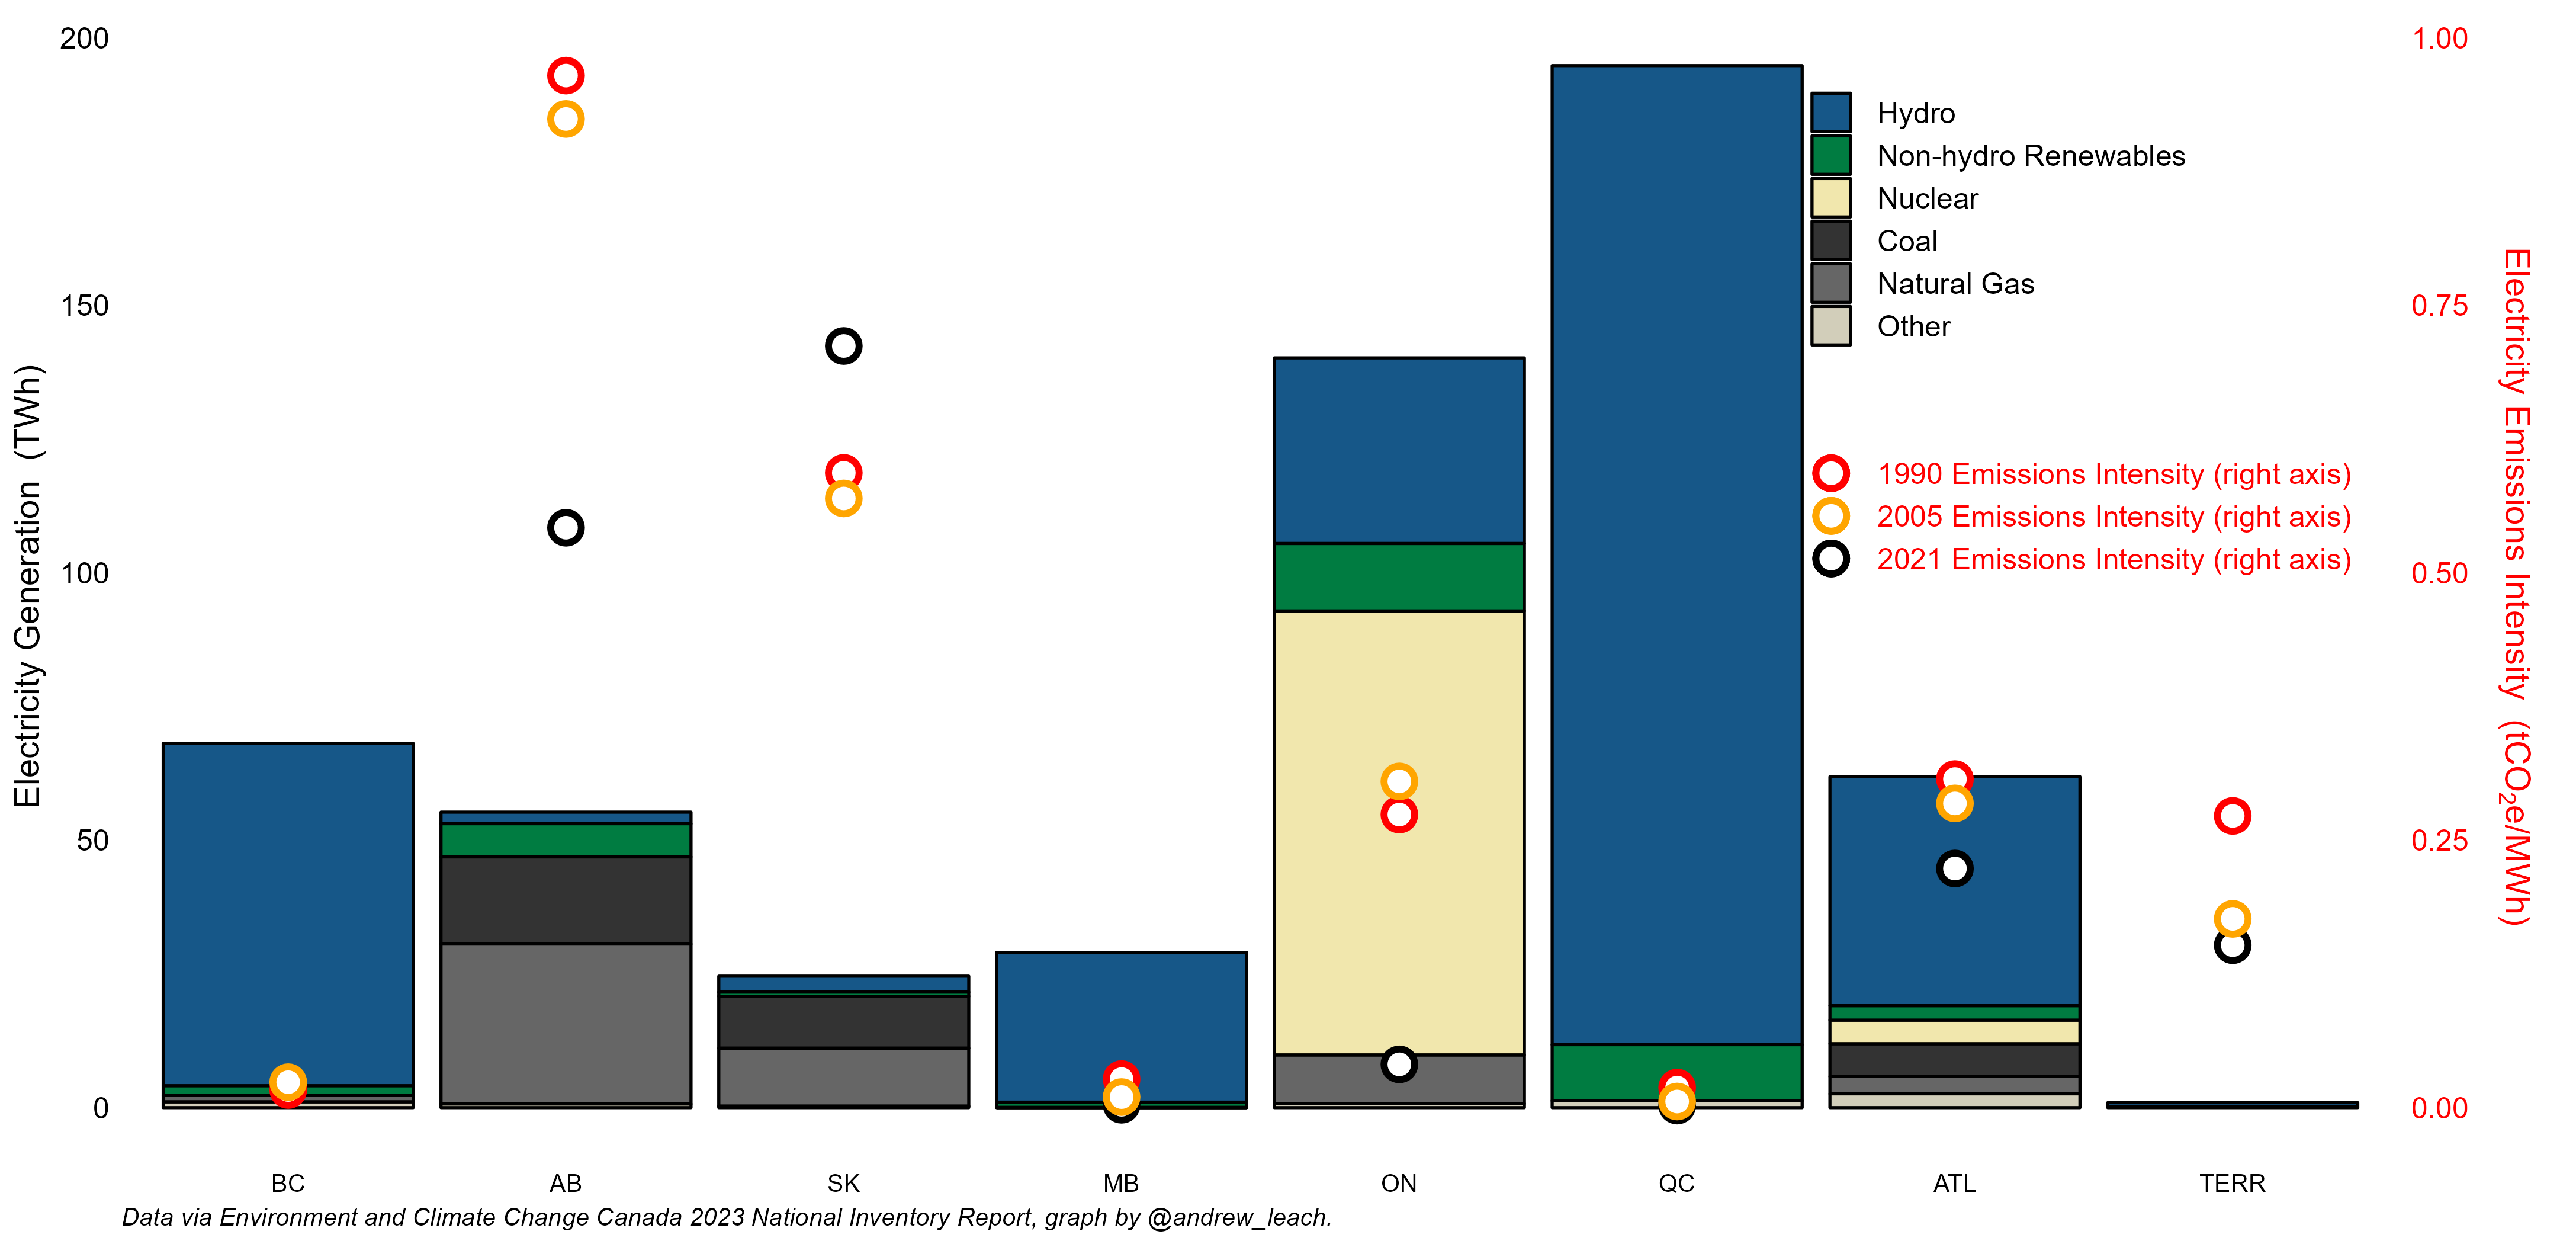 200
150
100
50
0
Electricity Generation (TWh)
1.00
0.75
0.50
0.25
0.00
Electricity Emissions Intensity (tCO₂e/MWh)
Hydro
Non-hydro Renewables
Nuclear
Coal
Natural Gas
Other
1990 Emissions Intensity (right axis)
2005 Emissions Intensity (right axis)
2021 Emissions Intensity (right axis)
BC AB SK MB ON QC ATL TERR
Data via Environment and Climate Change Canada 2023 National Inventory Report, graph by @andrew_leach.